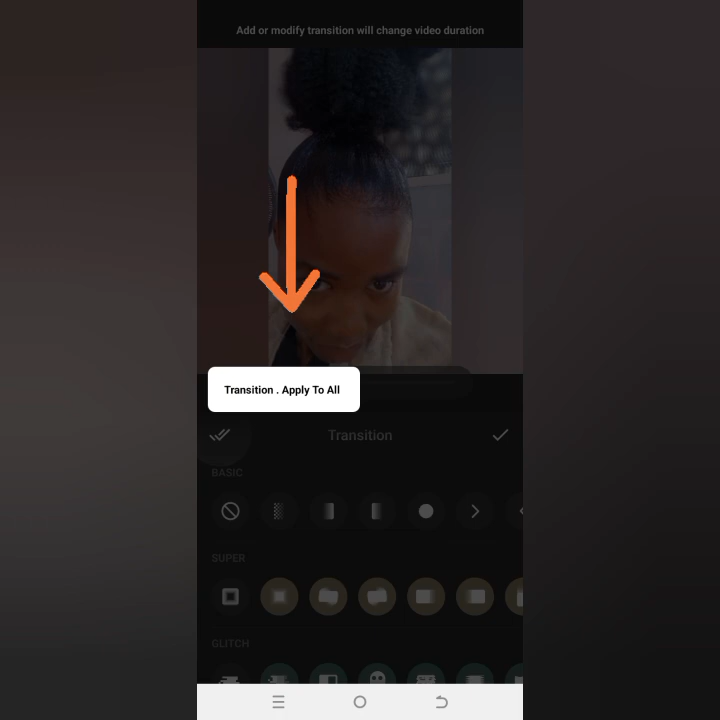 Add or modify transition will change video duration
Transition . Apply To All
Transition
BASIC
SUPER
GLITCH